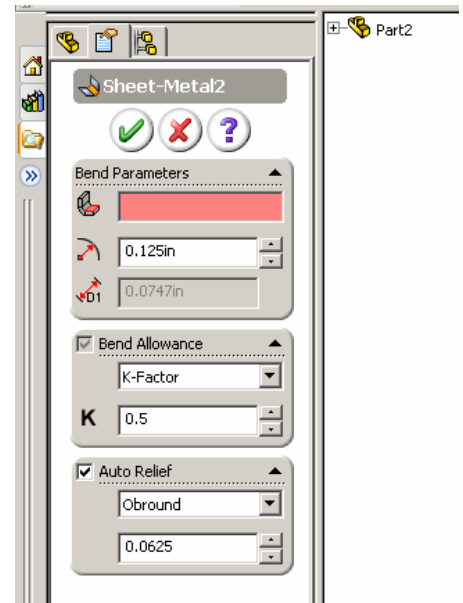 Part2
Sheet-Metal2
?
Bend Parameters
0.125in
D1 0.0747in
Bend Allowance
K-Factor
K 0.5
Auto Relief
Obround
0.0625